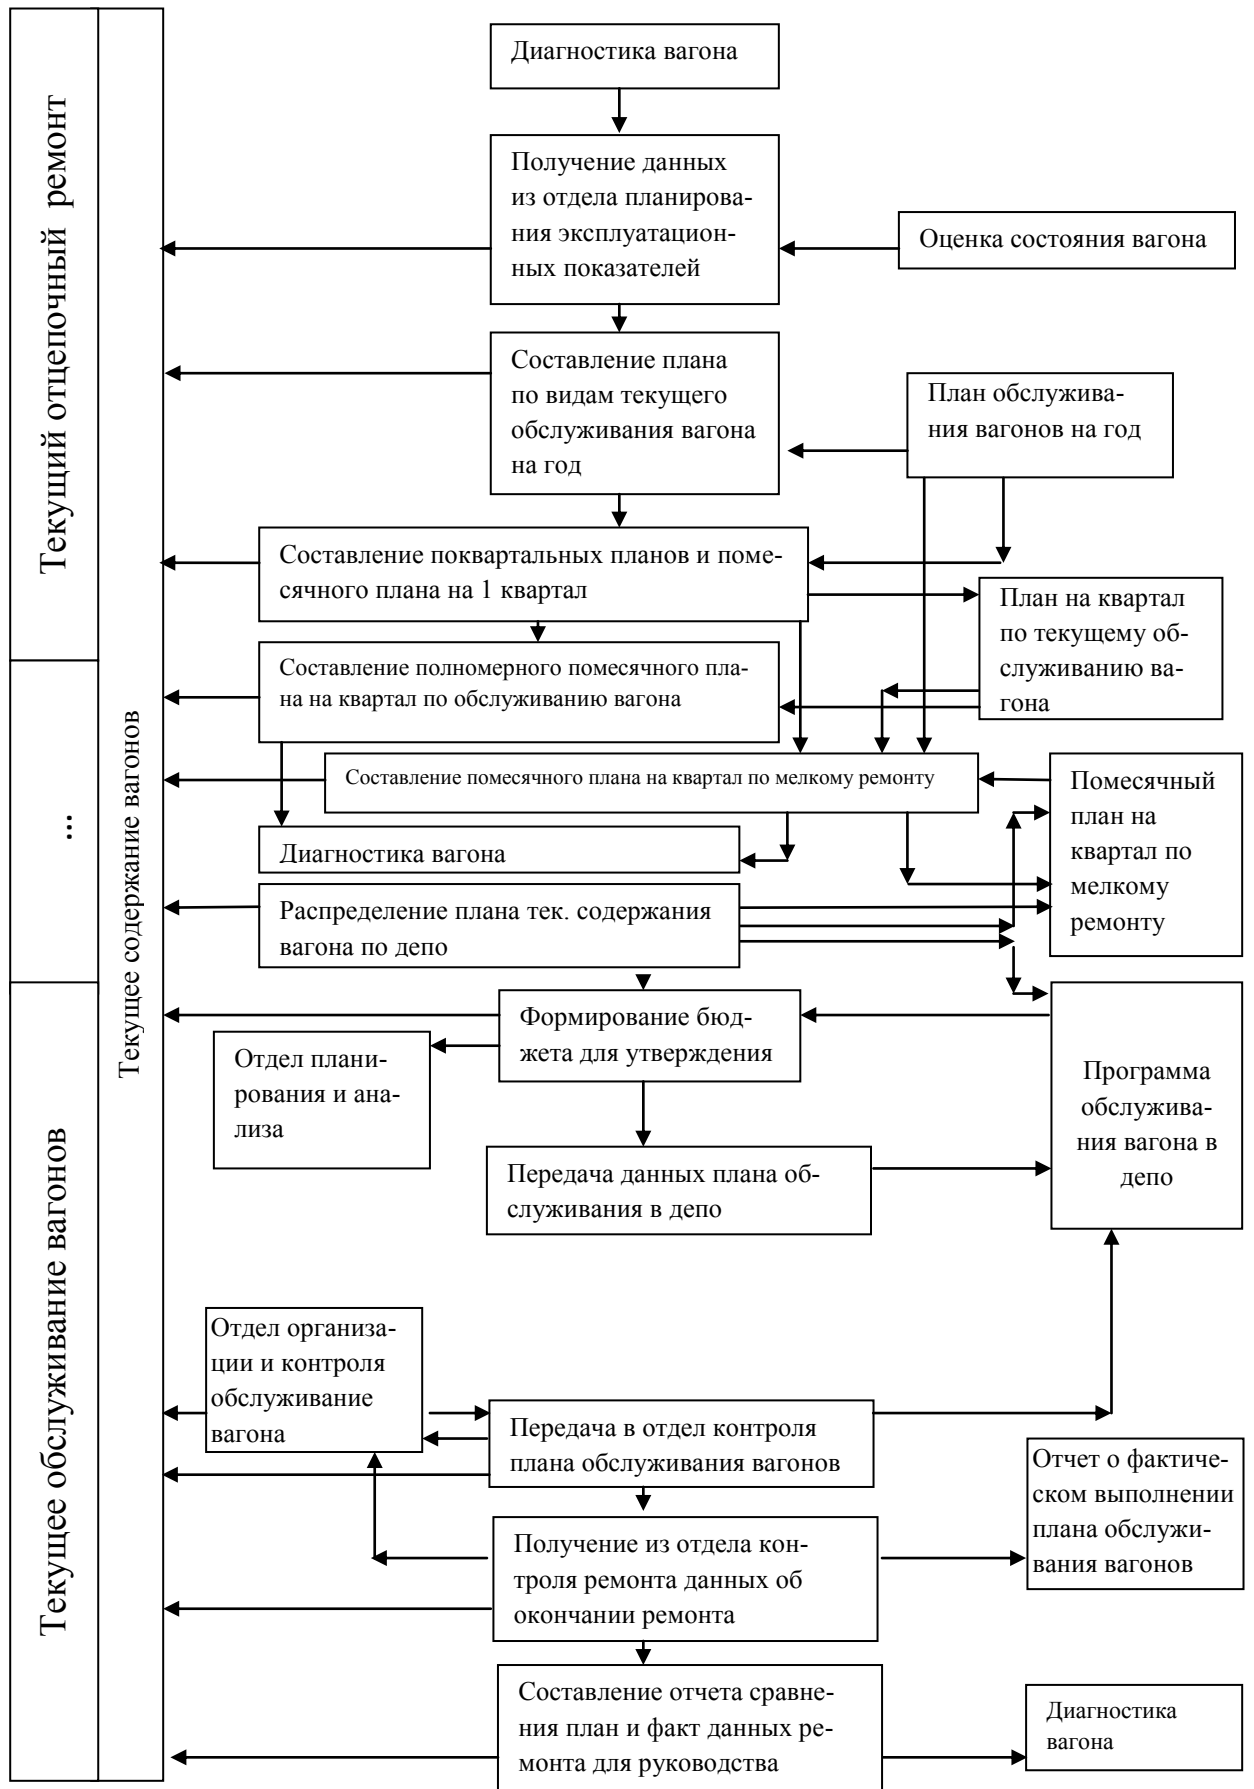 Текущий отцепочный ремонт
...
Текущее обслуживание вагонов
Текущее содержание вагонов
Диагностика вагона
Получение данных
из отдела планирова-
ния эксплуатацион-
ных показателей
Оценка состояния вагона
Составление плана
по видам текущего
обслуживания вагона
на год
План обслужива-
ния вагонов на год
Составление поквартальных планов и поме-
сячного плана на 1 квартал
План на квартал
по текущему об-
служиванию ва-
гона
Составление полномерного помесячного пла-
на на квартал по обслуживанию вагона
Составление помесячного плана на квартал по мелкому ремонту
Помесячный
план на
квартал по
мелкому
ремонту
Диагностика вагона
Распределение плана тек. содержания
вагона по депо
Формирование бюд-
жета для утверждения
Отдел плани-
рования и ана-
лиза
Программа
обслужива-
ния вагона в
депо
Передача данных плана об-
служивания в депо
Отдел организа-
ции и контроля
обслуживание
вагона
Передача в отдел контроля
плана обслуживания вагонов
Отчет о фактиче-
ском выполнении
плана обслужи-
вания вагонов
Получение из отдела кон-
троля ремонта данных об
окончании ремонта
Составление отчета сравне-
ния план и факт данных ре-
монта для руководства
Диагностика
вагона